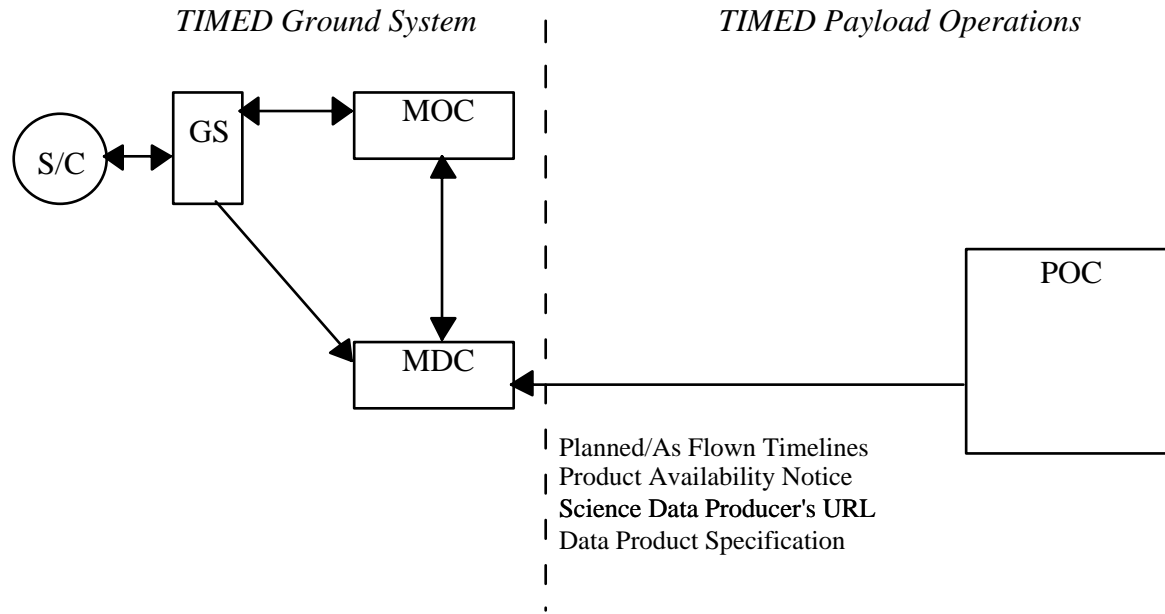 TIMED Ground System
TIMED Payload Operations
GS
MOC
S/C
POC
MDC
Planned/As Flown Timelines
Product Availability Notice
Science Data Producer's URL
Data Product Specification